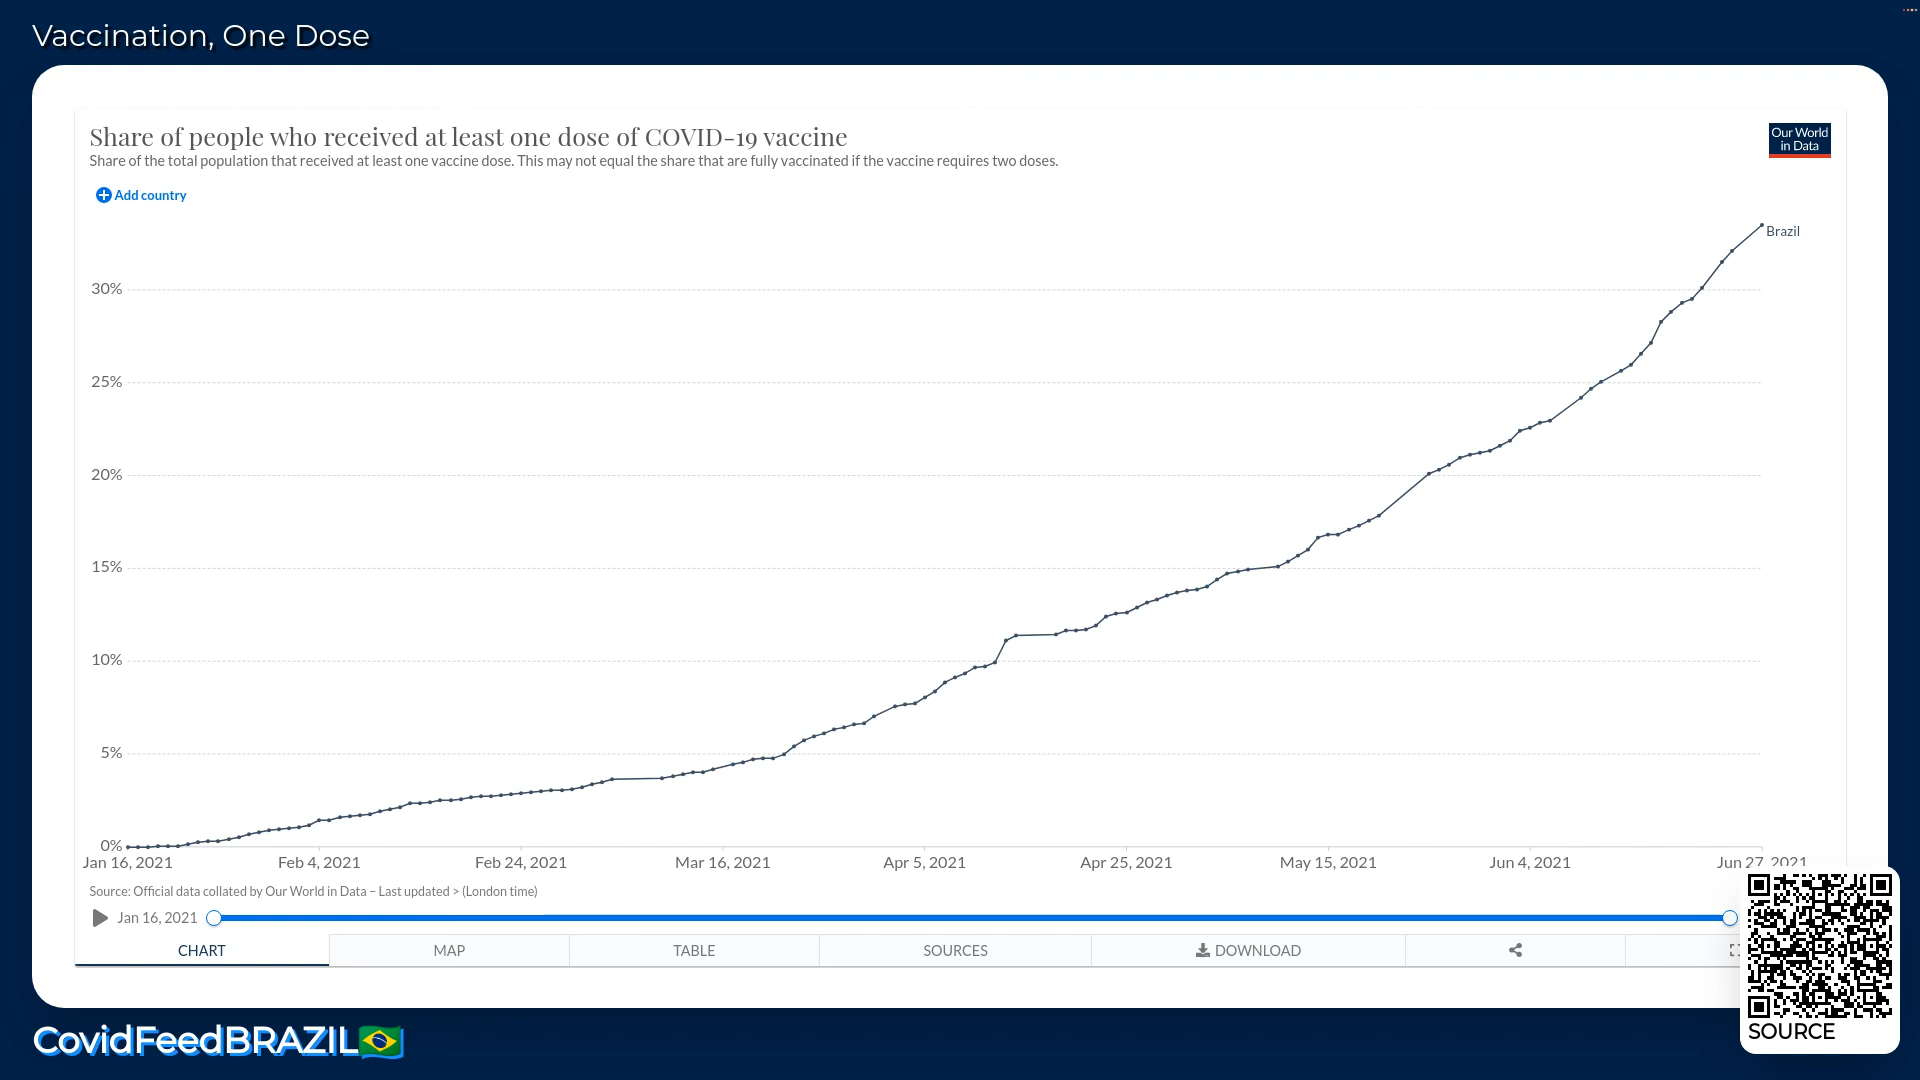 Vaccination, One Dose
Share of people who received at least one dose of COVID-19 vaccine
Share of the total population that received at least one vaccine dose. This may not equal the share that are fully vaccinated if the vaccine requires two doses.
Our World
in Data
Add country
Brazil
30%
25%
20%
15%
10%
5%
0%
Jan 16, 2021 Feb 4, 2021 Feb 24, 2021 Mar 16, 2021 Apr 5, 2021 Apr 25, 2021 May 15, 2021 Jun 4, 2021 Jun 27, 2021
Source: Official data collated by Our World in Data – Last updated > (London time)
Jan 16, 2021
CHART MAP TABLE SOURCES DOWNLOAD
SOURCE
CovidFeedBRAZIL